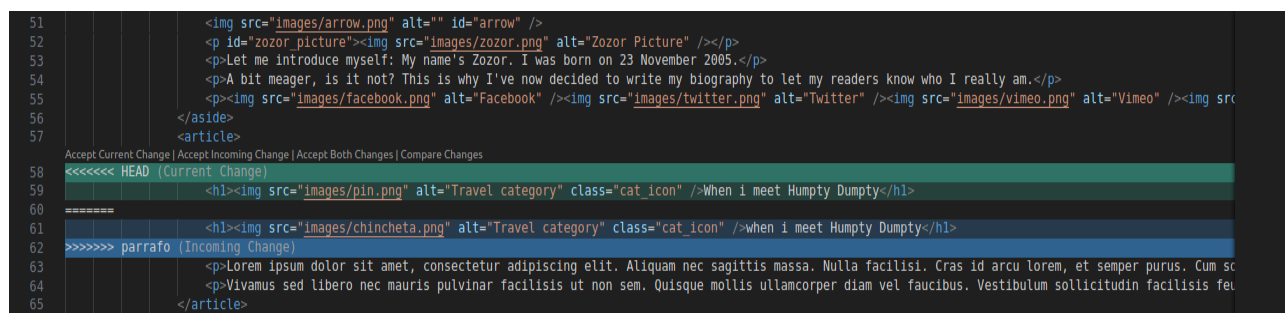 51 <img src="images/arrow.png" alt="" id="arrow" />
52 <p id="zozor_picture"><img src="images/zozor.png" alt="Zozor Picture" /></p>
53 <p>Let me introduce myself: My name's Zozor. I was born on 23 November 2005.</p>
54 <p>A bit meager, is it not? This is why I've now decided to write my biography to let my readers know who I really am.</p>
55 <p><img src="images/facebook.png" alt="Facebook" /><img src="images/twitter.png" alt="Twitter" /><img src="images/vimeo.png" alt="Vimeo" /><img src
56 </aside>
57 <article>
Accept Current Change | Accept Incoming Change | Accept Both Changes | Compare Changes
58 <<<<<<< HEAD (Current Change)
59 <h1><img src="images/pin.png" alt="Travel category" class="cat_icon" />When i meet Humpty Dumpty</h1>
60 =======
61 <h1><img src="images/chincheta.png" alt="Travel category" class="cat_icon" />when i meet Humpty Dumpty</h1>
62 >>>>>>> parrafo (Incoming Change)
63 <p>Lorem ipsum dolor sit amet, consectetur adipiscing elit. Aliquam nec sagittis massa. Nulla facilisi. Cras id arcu lorem, et semper purus. Cum
64 <p>Vivamus sed libero nec mauris pulvinar facilisis ut non sem. Quisque mollis ullamcorper diam vel faucibus. Vestibulum sollicitudin facilisis
65 </article>